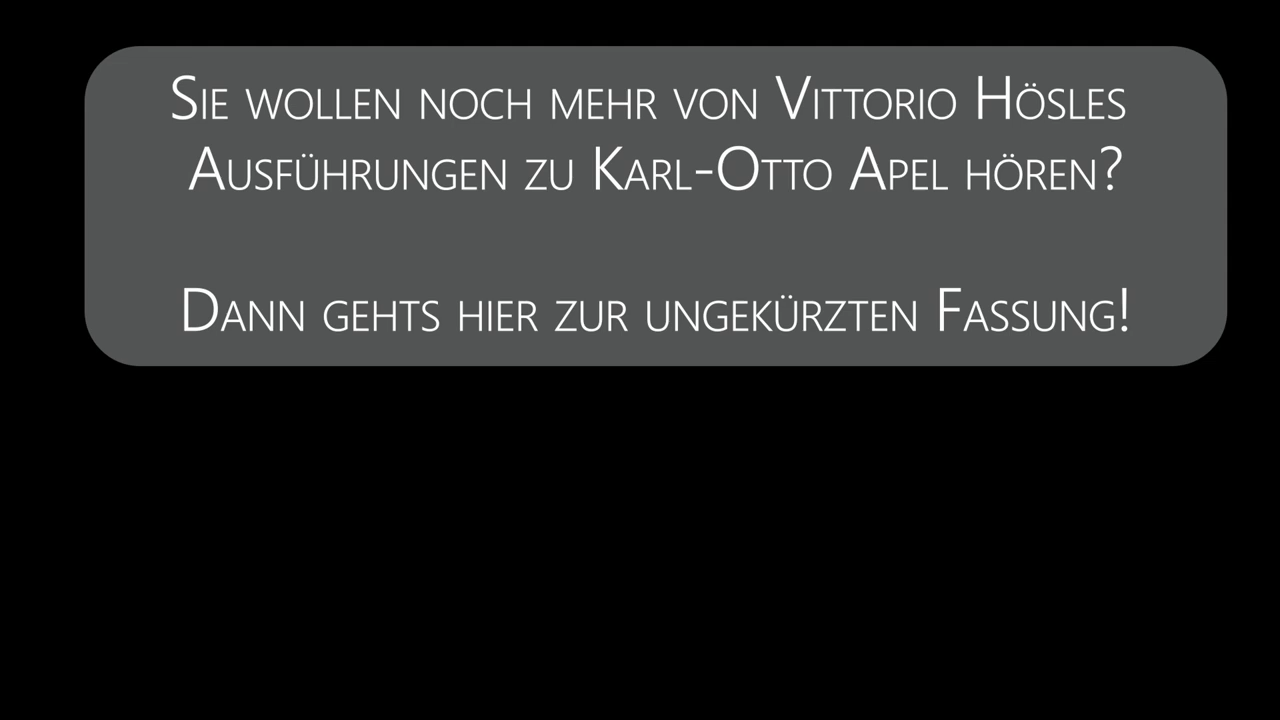 Sie wollen noch mehr von Vittorio Hösles
Ausführungen zu Karl-Otto Apel hören?
Dann gehts hier zur ungekürzten Fassung!